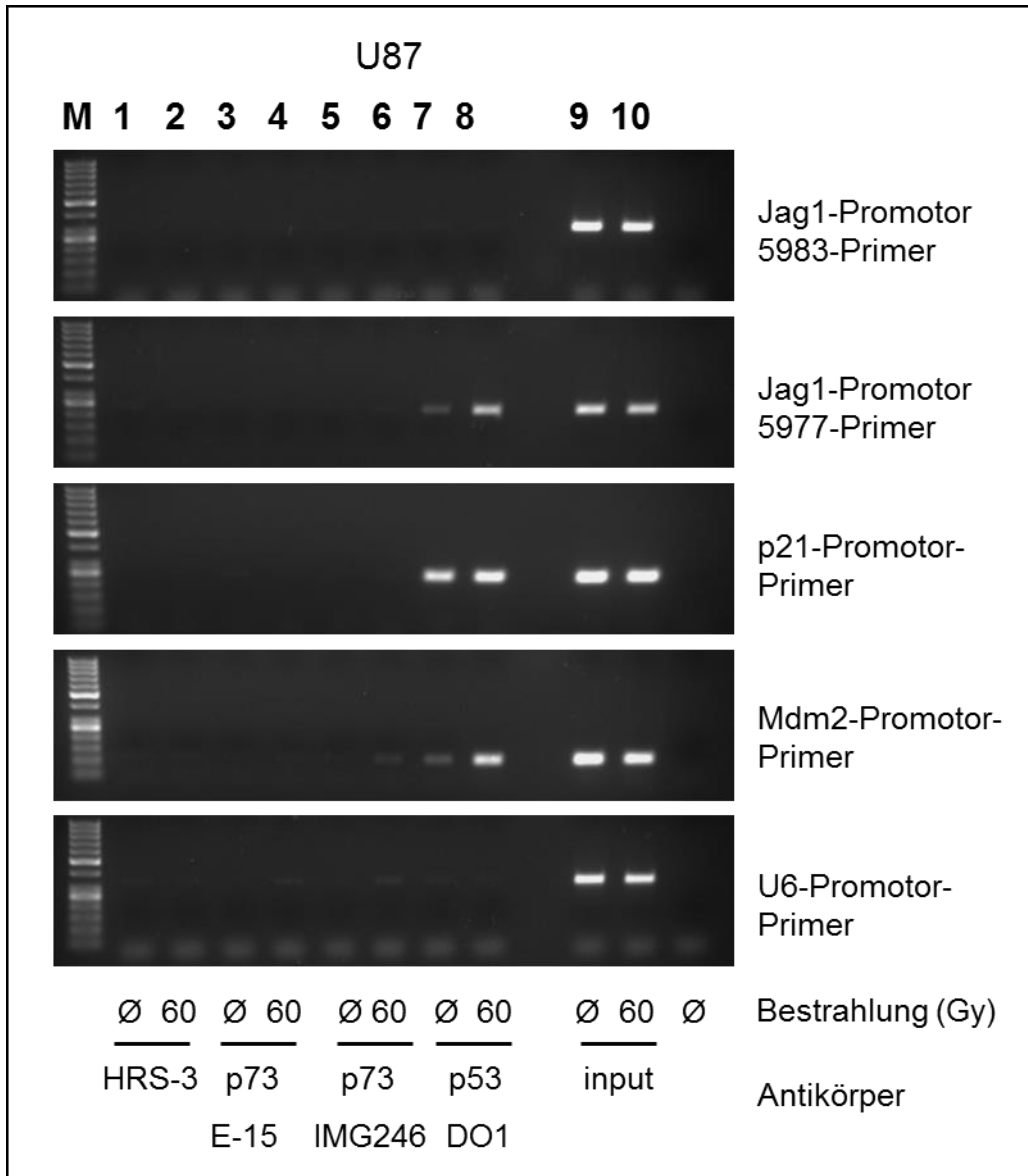 U87
M 1 2 3 4 5 6 7 8 9 10
Jag1-Promotor
5983-Primer
Jag1-Promotor
5977-Primer
p21-Promotor-
Primer
Mdm2-Promotor-
Primer
U6-Promotor-
Primer
Ø 60 Ø 60 Ø 60 Ø 60 Ø 60 Ø Bestrahlung (Gy)
HRS-3 p73 p73 p53 input
Antikörper
E-15 IMG246 DO1